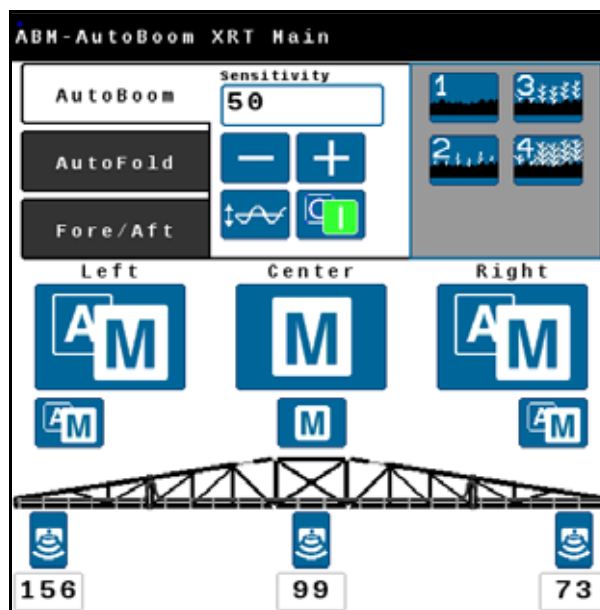 ABM-AutoBoom XRT Main
AutoBoom
Sensitivity
50
1
3
AutoFold
2
4
Fore/Aft
Left Center Right
A M M A M
A M M A M
156 99 73